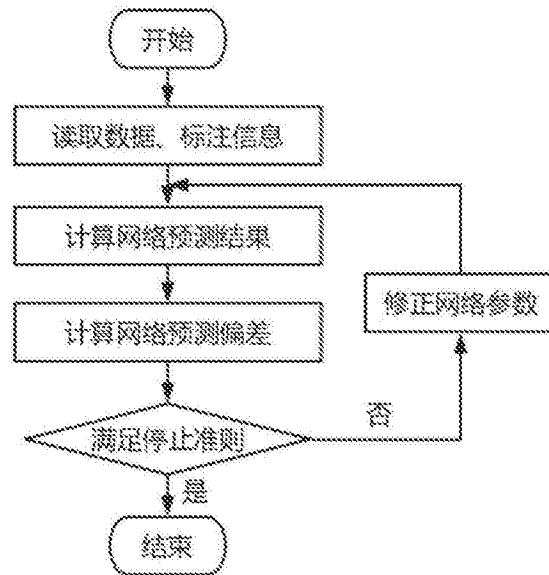 开始
读取数据、标注信息
计算网络预测结果
修正网络参数
计算网络预测偏差
否
满足停止准则
是
结束